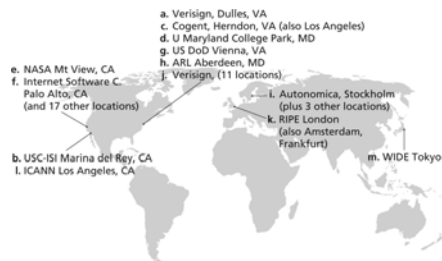 a. Verisign, Dulles, VA
c. Cogent, Herndon, VA (also Los Angeles)
d. U Maryland College Park, MD
g. US DoD Vienna, VA
h. ARL Aberdeen, MD
j. Verisign, (11 locations)
e. NASA Mt View, CA
f. Internet Software C.
Palo Alto, CA
(and 17 other locations)
i. Autonomica, Stockholm
(plus 3 other locations)
k. RIPE London
(also Amsterdam,
Frankfurt)
m. WIDE Tokyo
b. USC-ISI Marina del Rey, CA
l. ICANN Los Angeles, CA